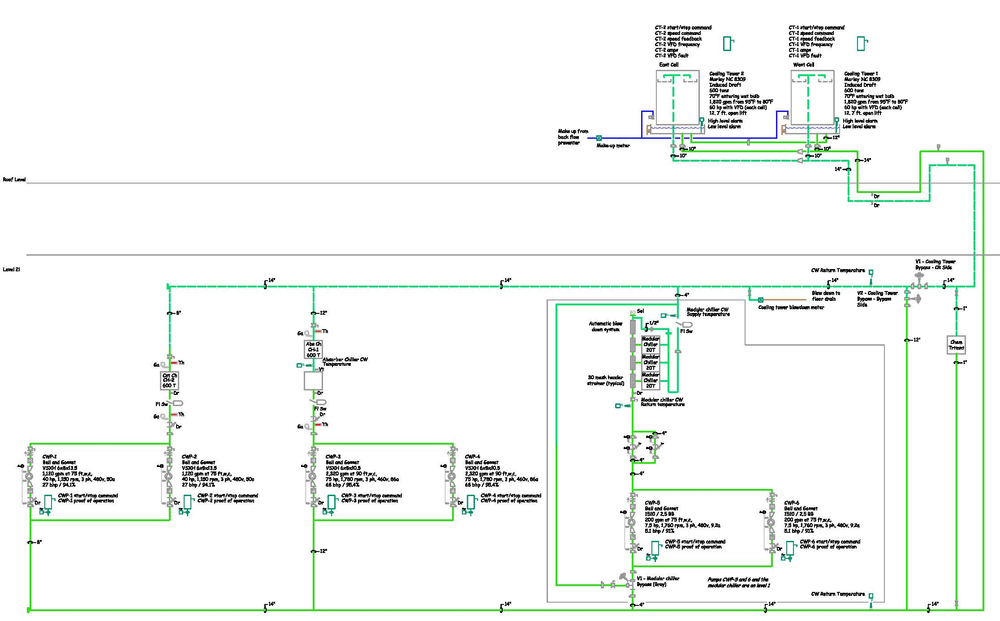 CT-2 start/stop command
CT-2 speed command
CT-2 speed feedback
CT-2 VFD frequency
CT-2 amps
CT-2 VFD fault
East Cell
CT-1 start/stop command
CT-1 speed command
CT-1 speed feedback
CT-1 VFD frequency
CT-1 amps
CT-1 VFD fault
West Cell
Cooling Tower 2
Marley NC 8309
Induced Draft
600 tons
70°F entering wet bulb
1,820 gpm from 95°F to 80°F
60 hp with VFD (each cell)
12.7 ft. open lift
High level alarm
Low level alarm
Cooling Tower 1
Marley NC 8309
Induced Draft
600 tons
70°F entering wet bulb
1,820 gpm from 95°F to 80°F
60 hp with VFD (each cell)
12.7 ft. open lift
High level alarm
Low level alarm
Make up from
back flow
preventer
Make-up meter
12"
10"
10"
10"
10"
14"
14"
Roof Level
Dr
Dr
Level 21
V1 - Cooling Tower
Bypass - CR Side
CW Return Temperature
14"
14"
14"
14"
4"
Blow down to
floor drain
V2 - Cooling Tower
Bypass - Bypass
Side
Cooling tower blowdown meter
8"
12"
1"
Sol
Modular chiller CW
Supply temperature
Automatic blow
down system
1/2"
Fl Sw
Ga
Th
Abs Ch
CH-1
600 T
Modular
Chiller
20T
Modular
Chiller
20T
Modular
Chiller
20T
12"
Chem
Trtmnt
1"
Absorber Chiller CW
Temperature
Vt
Ga
Th
Cnt Ch
CH-2
600 T
30 mesh header
strainer (typical)
Dr
Dr
Dr
Fl Sw
Fl Sw
Modular chiller CW
Return temperature
Ga
Th
Dr
Dr
Ga
Th
4"
4"
4"
CWP-1
Bell and Gosset
VSXH 6x8x13.5
1,120 gpm at 75 ft,w,c,
40 hp, 1,150 rpm, 3 ph, 460v, 50a
27 bhp / 94.1%
CWP-1 start/stop command
CWP-1 proof of operation
Dr
CWP-2
Bell and Gosset
VSXH 6x8x13.5
1,120 gpm at 75 ft,w,c,
40 hp, 1,150 rpm, 3 ph, 460v, 50a
27 bhp / 94.1%
CWP-2 start/stop command
CWP-2 proof of operation
Dr
CWP-3
Bell and Gosset
VSXH 6x8x10.5
2,320 gpm at 90 ft,w,c,
75 hp, 1,780 rpm, 3 ph, 460v, 86a
68 bhp / 95.4%
CWP-3 start/stop command
CWP-3 proof of operation
Dr
CWP-4
Bell and Gosset
VSXH 6x8x10.5
2,320 gpm at 90 ft,w,c,
75 hp, 1,780 rpm, 3 ph, 460v, 86a
68 bhp / 95.4%
CWP-4 start/stop command
CWP-4 proof of operation
Dr
CWP-5
Bell and Gosset
1510 / 2.5 BB
200 gpm at 75 ft,w,c,
7.5 hp, 1,760 rpm, 3 ph, 460v, 9.2a
5.1 bhp / 91%
CWP-5 start/stop command
CWP-5 proof of operation
Dr
CWP-6
Bell and Gosset
1510 / 2.5 BB
200 gpm at 75 ft,w,c,
7.5 hp, 1,760 rpm, 3 ph, 460v, 9.2a
5.1 bhp / 91%
CWP-6 start/stop command
CWP-6 proof of operation
Dr
8"
12"
V1 - Modular chiller
Bypass (Bray)
Pumps CWP-5 and 6 and the
modular chiller are on level 1
CW Return Temperature
14"
14"
4"
14"
14"